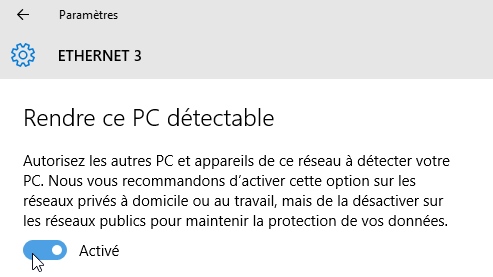 Paramètres
ETHERNET 3
Rendre ce PC détectable
Autorisez les autres PC et appareils de ce réseau à détecter votre
PC. Nous vous recommandons d'activer cette option sur les
réseaux privés à domicile ou au travail, mais de la désactiver sur
les réseaux publics pour maintenir la protection de vos données.
Activé